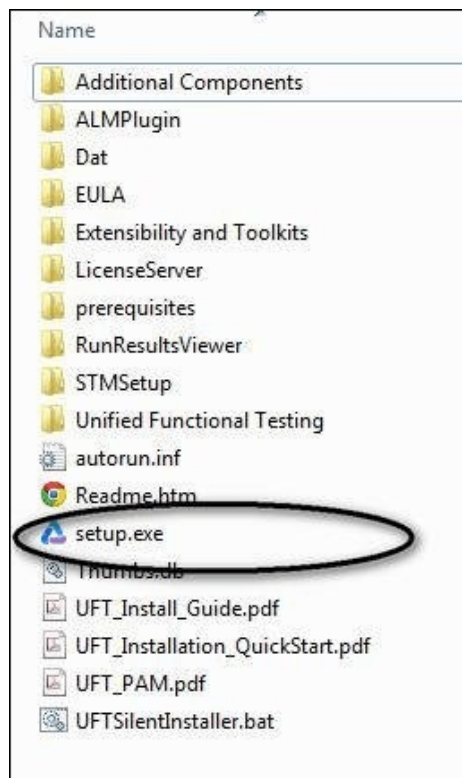 Name
Additional Components
ALMPlugin
Dat
EULA
Extensibility and Toolkits
LicenseServer
prerequisites
RunResultsViewer
STMSetup
Unified Functional Testing
autorun.inf
Readme.htm
setup.exe
Thumbs.db
UFT_Install_Guide.pdf
UFT_Installation_QuickStart.pdf
UFT_PAM.pdf
UFTSilentInstaller.bat